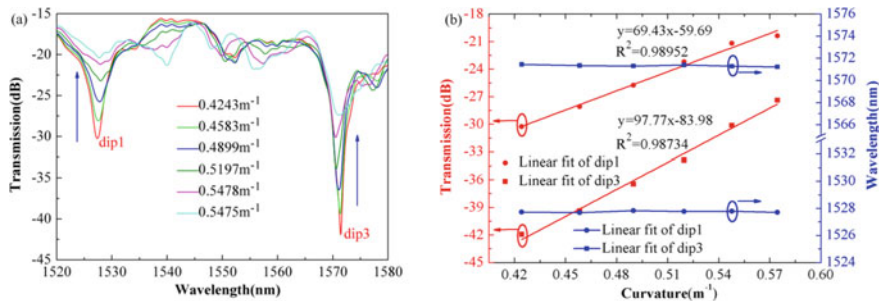 (a)
-15
-20
-25
-30
-35
-40
-45
Transmission(dB)
0.4243m-1
0.4583m-1
0.4899m-1
0.5197m-1
0.5478m-1
0.5475m-1
dip1
dip3
1520 1530 1540 1550 1560 1570 1580
Wavelength(nm)
(b)
-15
-18
-21
-24
-27
-30
-33
-36
-39
-42
-45
Transmission(dB)
y=69.43x-59.69
R2=0.98952
y=97.77x-83.98
R2=0.98734
Linear fit of dip1
Linear fit of dip3
Linear fit of dip1
Linear fit of dip3
1576
1574
1572
1570
1568
1566
1532
1530
1528
1526
1524
1520
Wavelength(nm)
0.42 0.45 0.48 0.51 0.54 0.57 0.60
Curvature(m-1)